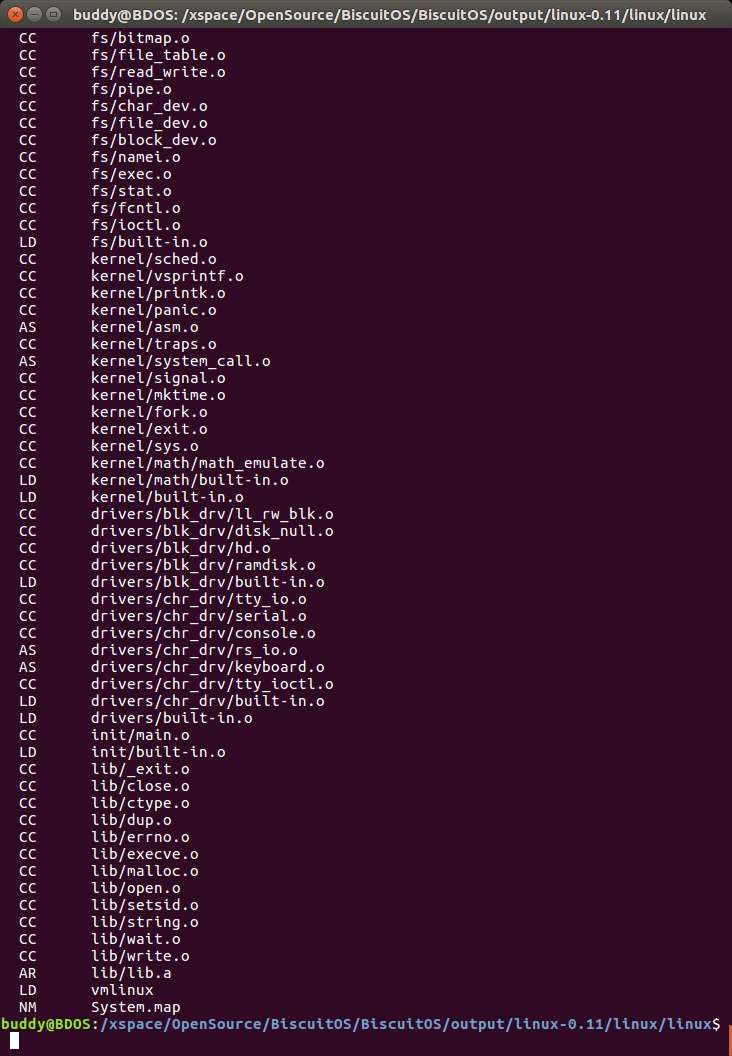 buddy@BDOS: /xspace/OpenSource/BiscuitOS/BiscuitOS/output/linux-0.11/linux/linux
CC fs/bitmap.o
CC fs/file_table.o
CC fs/read_write.o
CC fs/pipe.o
CC fs/char_dev.o
CC fs/file_dev.o
CC fs/block_dev.o
CC fs/namei.o
CC fs/exec.o
CC fs/stat.o
CC fs/fcntl.o
CC fs/ioctl.o
LD fs/built-in.o
CC kernel/sched.o
CC kernel/vsprintf.o
CC kernel/printk.o
CC kernel/panic.o
AS kernel/asm.o
CC kernel/traps.o
AS kernel/system_call.o
CC kernel/signal.o
CC kernel/mktime.o
CC kernel/fork.o
CC kernel/exit.o
CC kernel/sys.o
CC kernel/math/math_emulate.o
LD kernel/math/built-in.o
LD kernel/built-in.o
CC drivers/blk_drv/ll_rw_blk.o
CC drivers/blk_drv/disk_null.o
CC drivers/blk_drv/hd.o
CC drivers/blk_drv/ramdisk.o
LD drivers/blk_drv/built-in.o
CC drivers/chr_drv/tty_io.o
CC drivers/chr_drv/serial.o
CC drivers/chr_drv/console.o
AS drivers/chr_drv/rs_io.o
AS drivers/chr_drv/keyboard.o
CC drivers/chr_drv/tty_ioctl.o
LD drivers/chr_drv/built-in.o
LD drivers/built-in.o
CC init/main.o
LD init/built-in.o
CC lib/_exit.o
CC lib/close.o
CC lib/ctype.o
CC lib/dup.o
CC lib/errno.o
CC lib/execve.o
CC lib/malloc.o
CC lib/open.o
CC lib/setsid.o
CC lib/string.o
CC lib/wait.o
CC lib/write.o
AR lib/lib.a
LD vmlinux
NM System.map
buddy@BDOS:/xspace/OpenSource/BiscuitOS/BiscuitOS/output/linux-0.11/linux/linux$